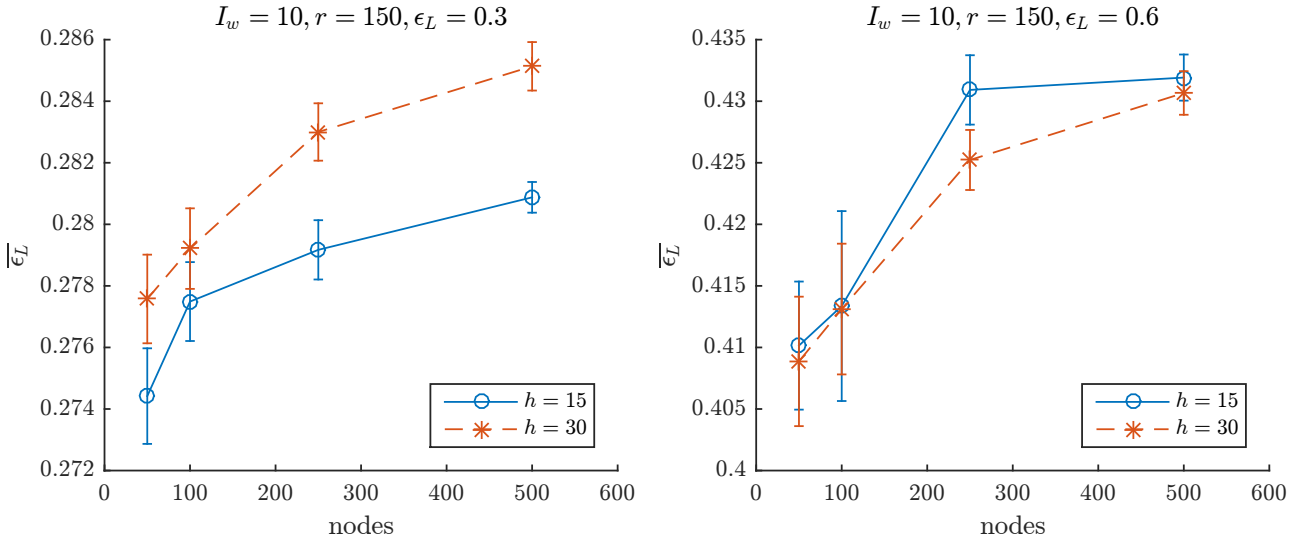 I_w = 10, r = 150, ϵ_L = 0.3
0.286
0.284
0.282
0.28
0.278
0.276
0.274
0.272
ϵ_L
0 100 200 300 400 500 600
nodes
h = 15
h = 30
I_w = 10, r = 150, ϵ_L = 0.6
0.435
0.43
0.425
0.42
0.415
0.41
0.405
0.4
ϵ_L
0 100 200 300 400 500 600
nodes
h = 15
h = 30